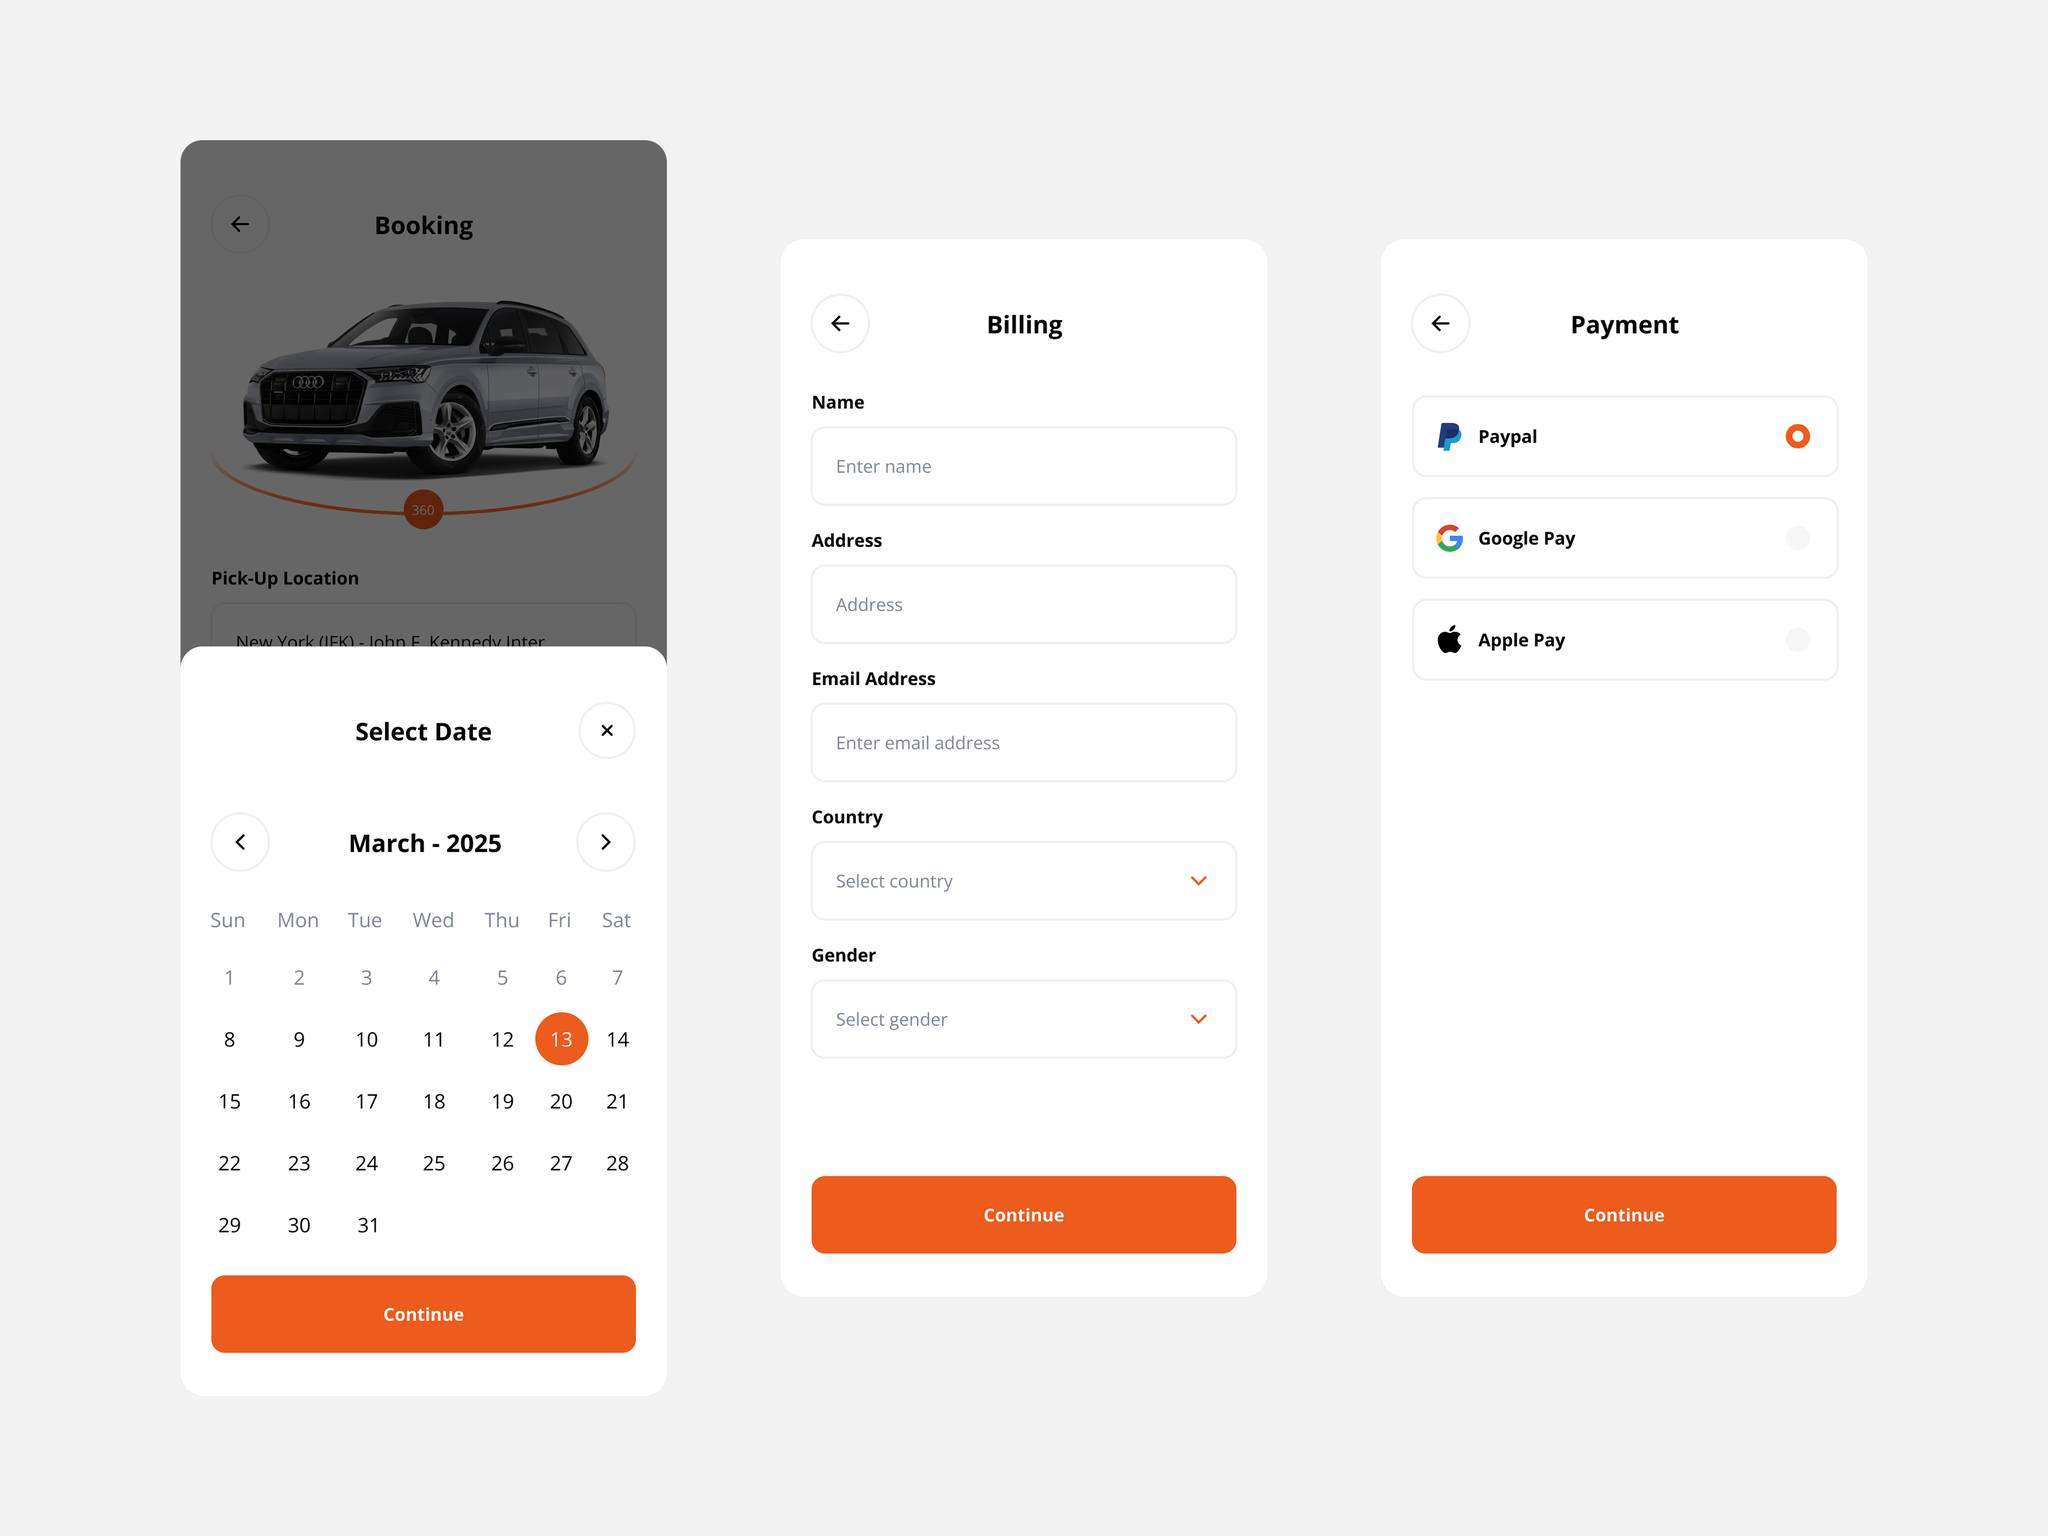 Booking
360
Pick-Up Location
New York (JFK) - John F. Kennedy Inter
Select Date
March - 2025
Sun Mon Tue Wed Thu Fri Sat
1 2 3 4 5 6 7
8 9 10 11 12 13 14
15 16 17 18 19 20 21
22 23 24 25 26 27 28
29 30 31
Continue
Billing
Name
Enter name
Address
Address
Email Address
Enter email address
Country
Select country
Gender
Select gender
Continue
Payment
Paypal
Google Pay
Apple Pay
Continue